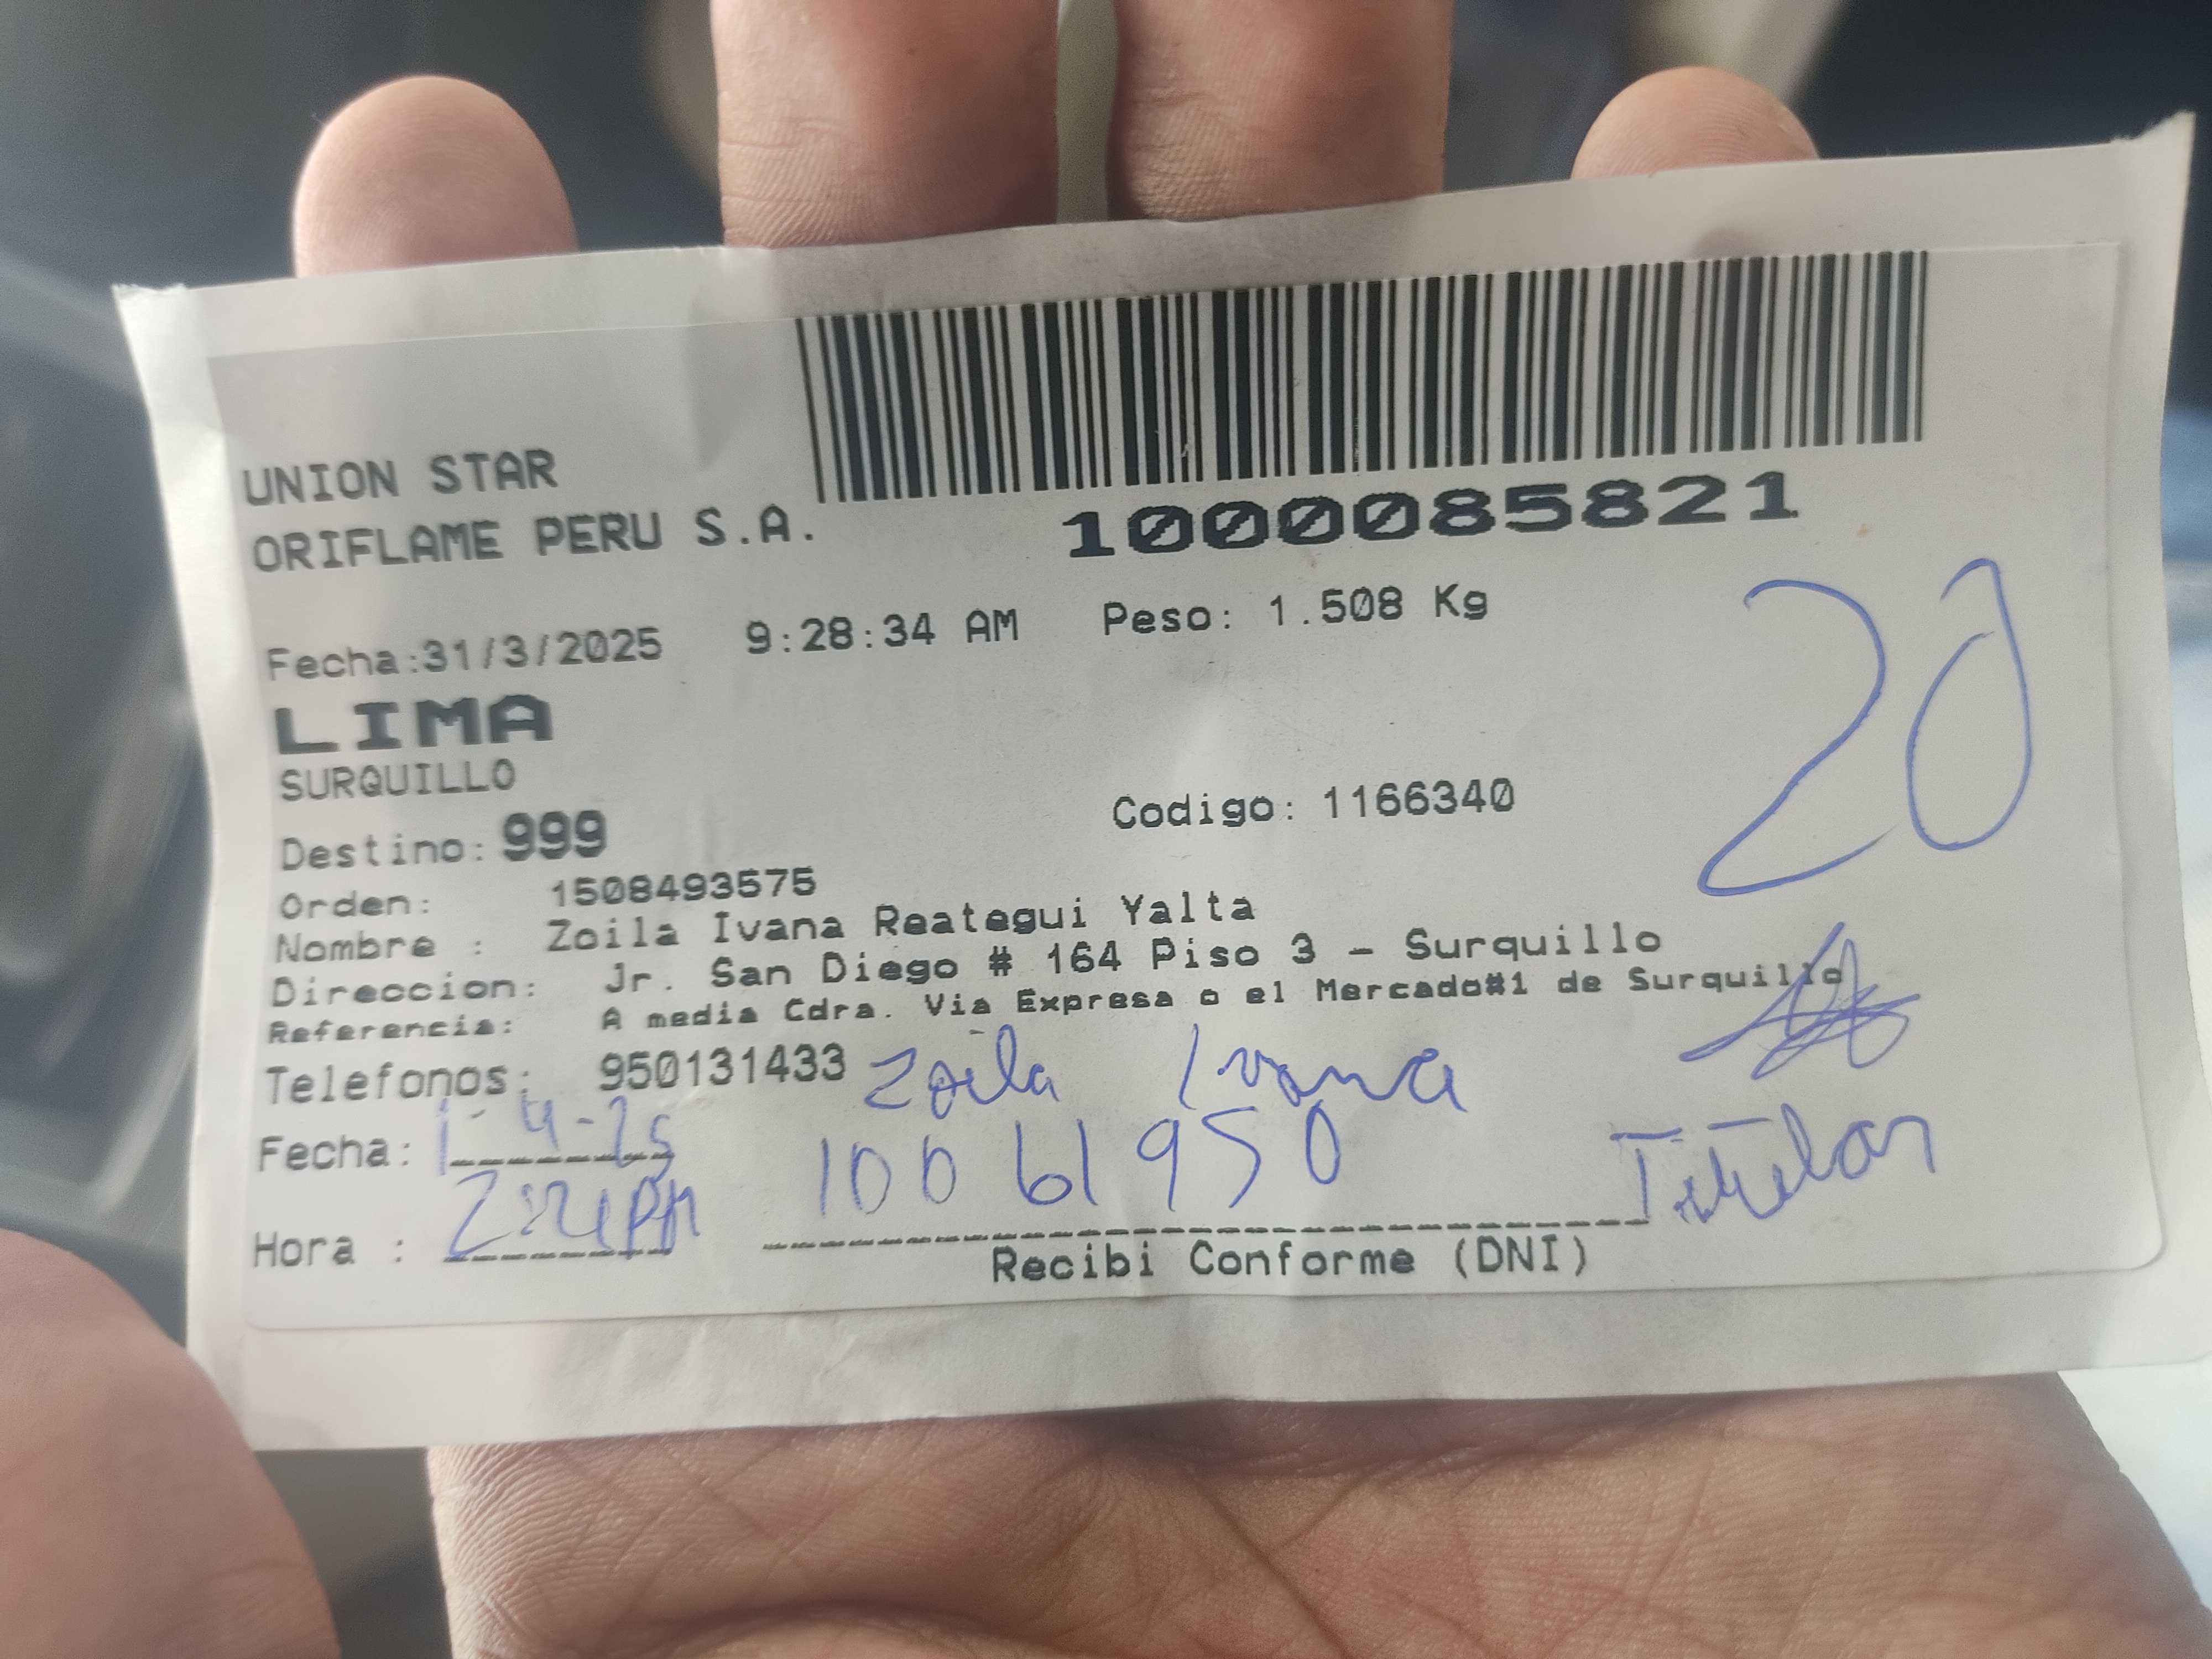 UNION STAR
ORIFLAME PERU S.A.
1000085821
Fecha:31/3/2025 9:28:34 AM Peso: 1.508 Kg
LIMA
20
SURQUILLO
Codigo: 1166340
Destino: 999
Orden: 1508493575
Nombre : Zoila Ivana Reategui Yalta
Direccion: Jr. San Diego # 164 Piso 3 - Surquillo
Referencia: A media Cdra. Via Expresa o el Mercado#1 de Surquillo
Telefonos: 950131433 Zoila Ivana
Fecha: 1-4-25 10061950 Titular
Hora : PM
Recibi Conforme (DNI)